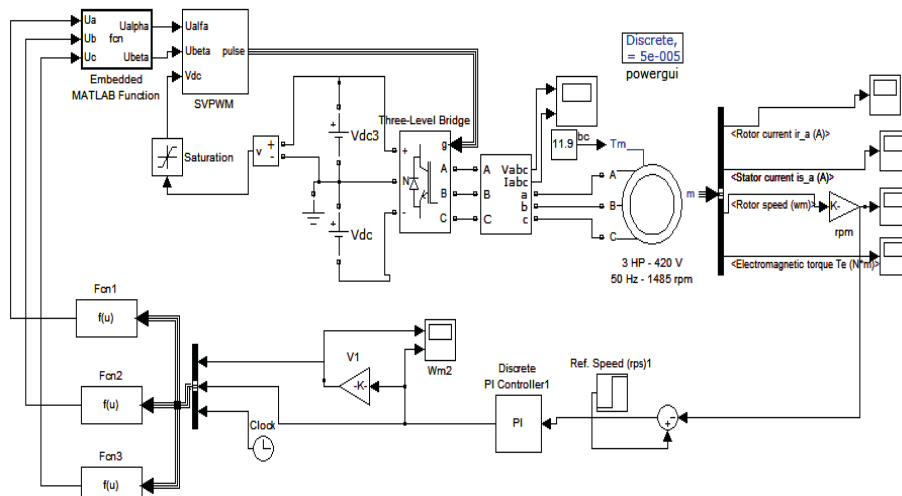 Ua
Ub
Uc
Ualpha
fcn
Ubeta
Embedded
MATLAB Function
Ualfa
Ubeta
Vdc
pulse
SVPWM
Saturation
v
+
-
+
Vdc3
+
Vdc
Three-Level Bridge
g
+
N
-
A
B
C
A
B
C
Vabc
Iabc
a
b
c
11.9
bc
Tm
A
B
C
m
3 HP - 420 V
50 Hz - 1485 rpm
Discrete,
= 5e-005
powergui
<Rotor current ir_a (A)>
<Stator current is_a (A)>
<Rotor speed (wm)>
-K-
rpm
<Electromagnetic torque Te (N*m)>
Fcn1
f(u)
Fcn2
f(u)
Fcn3
f(u)
Clock
V1
-K-
Wm2
Discrete
PI Controller1
PI
Ref. Speed (rps)1
-
+